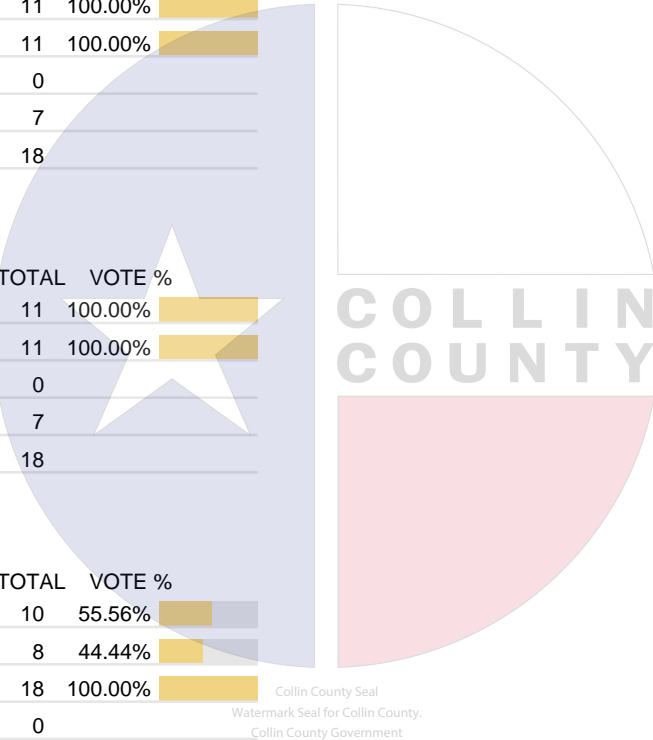 11 100.00%
11 100.00%
0
7
18
TOTAL VOTE %
11 100.00%
11 100.00%
0
7
18
COLLIN
COUNTY
TOTAL VOTE %
10 55.56%
8 44.44%
18 100.00%
0
Collin County Seal
Watermark Seal for Collin County.
Collin County Government